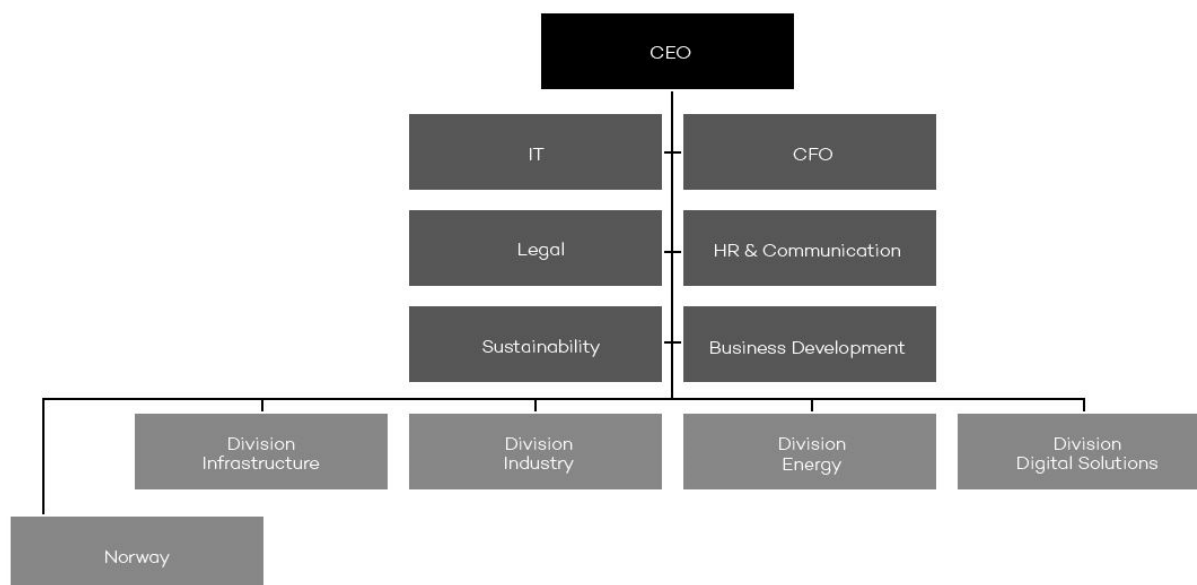 CEO
IT
CFO
Legal
HR & Communication
Sustainability
Business Development
Division
Infrastructure
Division
Industry
Division
Energy
Division
Digital Solutions
Norway